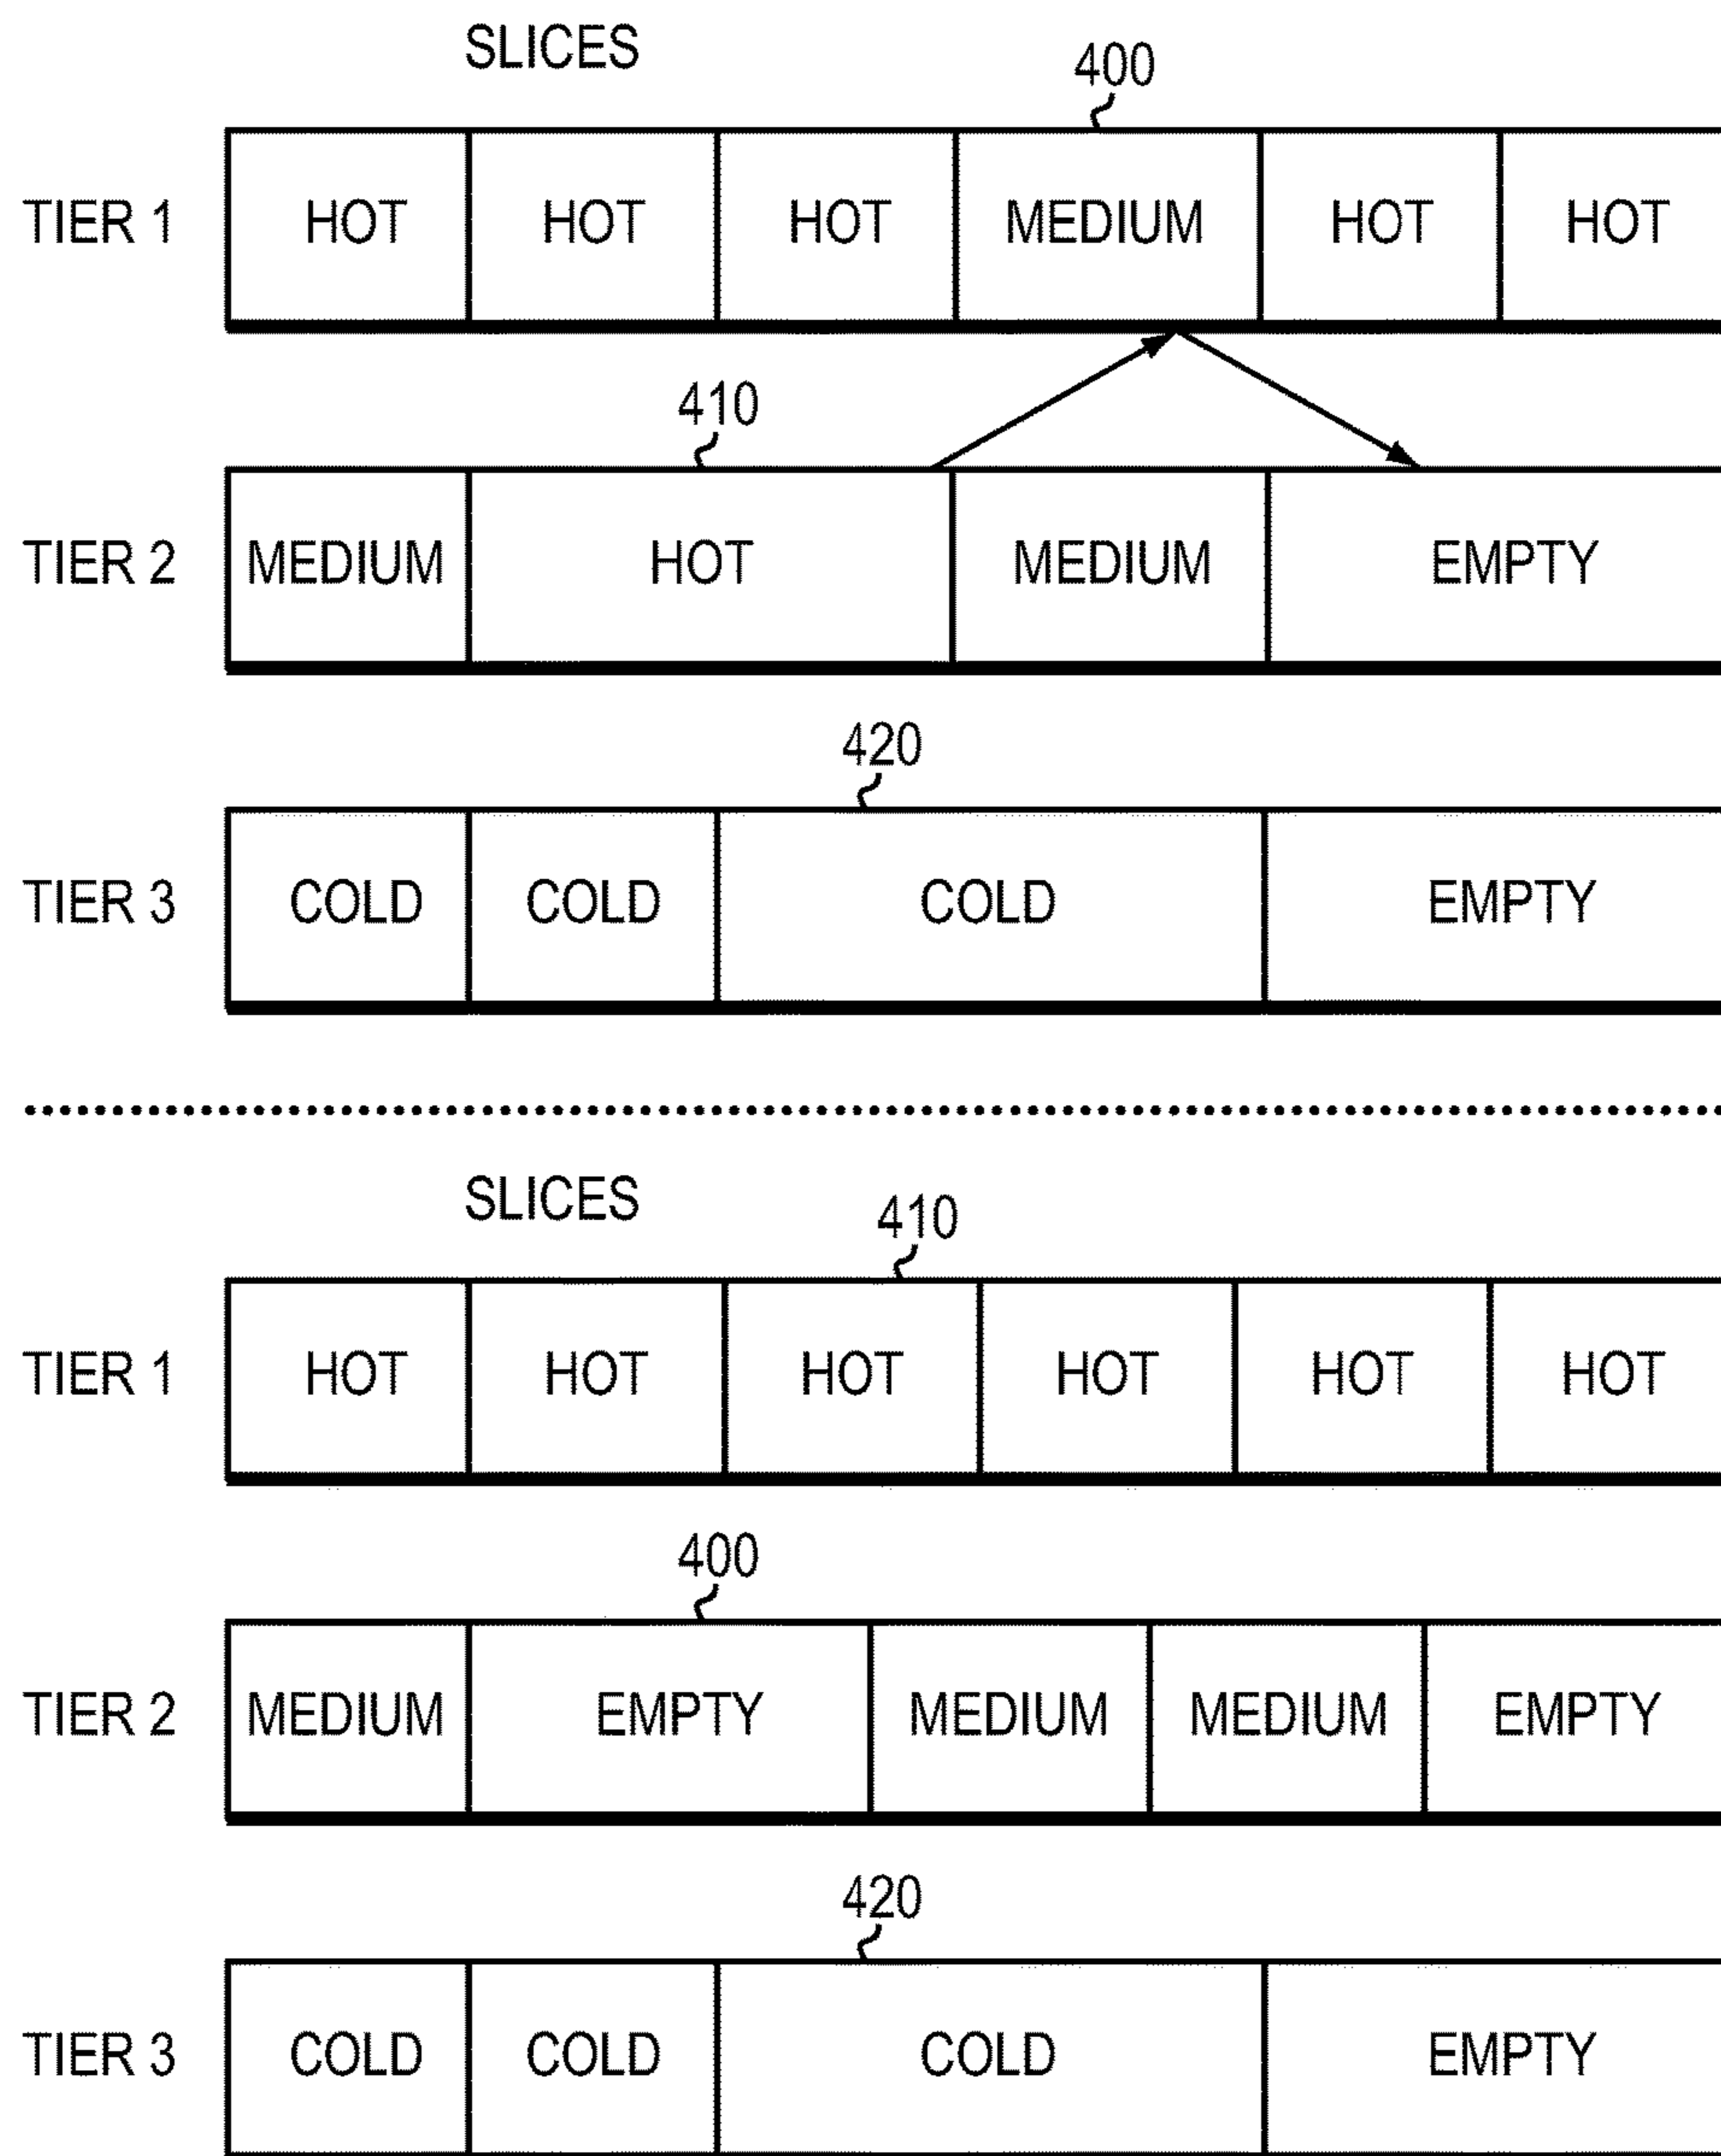 SLICES
400
TIER 1 HOT HOT HOT MEDIUM HOT HOT
410
TIER 2 MEDIUM HOT MEDIUM EMPTY
420
TIER 3 COLD COLD COLD EMPTY
SLICES
410
TIER 1 HOT HOT HOT HOT HOT HOT
400
TIER 2 MEDIUM EMPTY MEDIUM MEDIUM EMPTY
420
TIER 3 COLD COLD COLD EMPTY